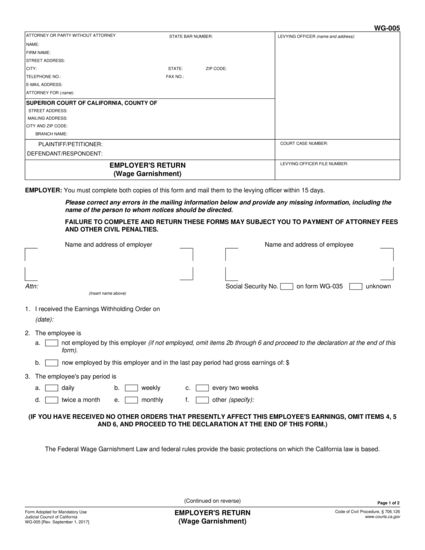 WG-005
ATTORNEY OR PARTY WITHOUT ATTORNEY STATE BAR NUMBER: LEVYING OFFICER (name and address):
NAME:
FIRM NAME:
STREET ADDRESS:
CITY: STATE: ZIP CODE:
TELEPHONE NO.: FAX NO.:
E-MAIL ADDRESS:
ATTORNEY FOR (name):
SUPERIOR COURT OF CALIFORNIA, COUNTY OF
STREET ADDRESS:
MAILING ADDRESS:
CITY AND ZIP CODE:
BRANCH NAME:
PLAINTIFF/PETITIONER: COURT CASE NUMBER:
DEFENDANT/RESPONDENT:
EMPLOYER'S RETURN LEVYING OFFICER FILE NUMBER:
(Wage Garnishment)
EMPLOYER: You must complete both copies of this form and mail them to the levying officer within 15 days.
Please correct any errors in the mailing information below and provide any missing information, including the
name of the person to whom notices should be directed.
FAILURE TO COMPLETE AND RETURN THESE FORMS MAY SUBJECT YOU TO PAYMENT OF ATTORNEY FEES
AND OTHER CIVIL PENALTIES.
Name and address of employer Name and address of employee
Attn: Social Security No. on form WG-035 unknown
(Insert name above)
1. I received the Earnings Withholding Order on
(date):
2. The employee is
a. not employed by this employer (if not employed, omit items 2b through 6 and proceed to the declaration at the end of this
form).
b. now employed by this employer and in the last pay period had gross earnings of: $
3. The employee's pay period is
a. daily b. weekly c. every two weeks
d. twice a month e. monthly f. other (specify):
(IF YOU HAVE RECEIVED NO OTHER ORDERS THAT PRESENTLY AFFECT THIS EMPLOYEE'S EARNINGS, OMIT ITEMS 4, 5
AND 6, AND PROCEED TO THE DECLARATION AT THE END OF THIS FORM.)
The Federal Wage Garnishment Law and federal rules provide the basic protections on which the California law is based.
(Continued on reverse)
Page 1 of 2
Form Adopted for Mandatory Use EMPLOYER'S RETURN Code of Civil Procedure, § 706.126
Judicial Council of California (Wage Garnishment) www.courts.ca.gov
WG-005 [Rev. September 1, 2017]